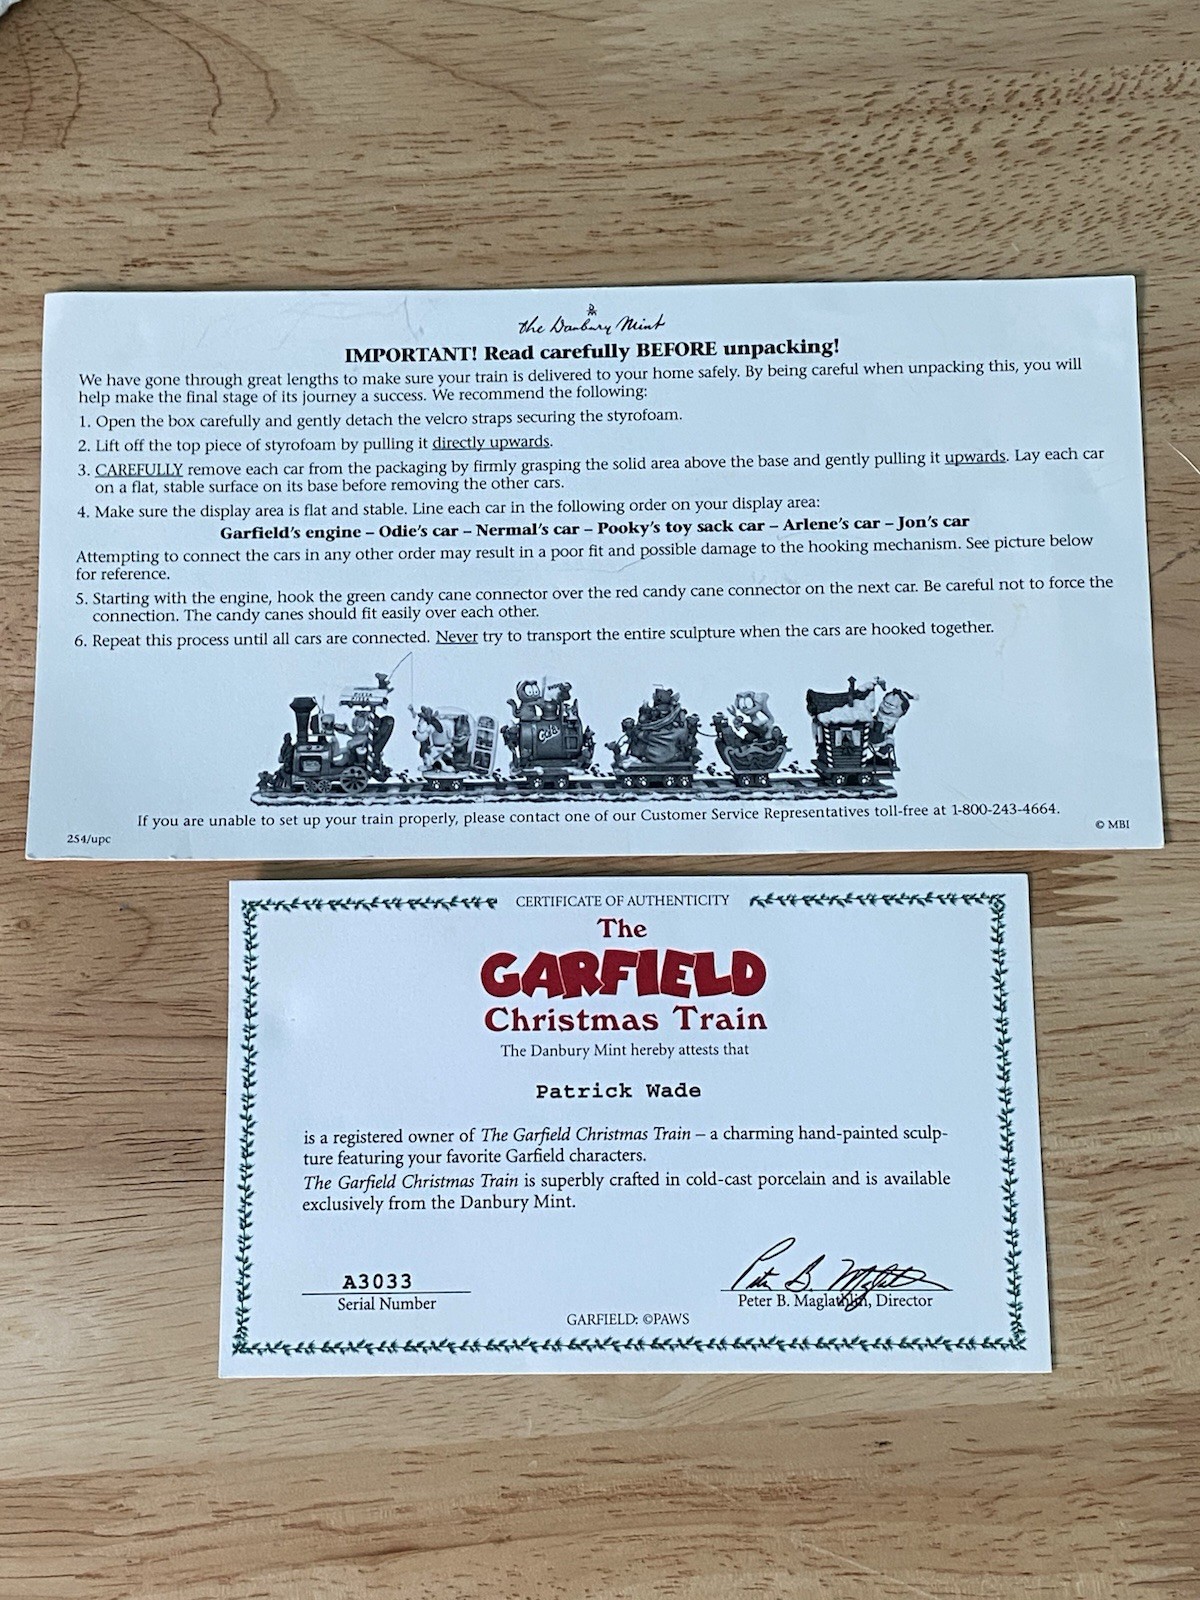 the Danbury Mint
IMPORTANT! Read carefully BEFORE unpacking!
We have gone through great lengths to make sure your train is delivered to your home safely. By being careful when unpacking this, you will
help make the final stage of its journey a success. We recommend the following:
1. Open the box carefully and gently detach the velcro straps securing the styrofoam.
2. Lift off the top piece of styrofoam by pulling it directly upwards.
3. CAREFULLY remove each car from the packaging by firmly grasping the solid area above the base and gently pulling it upwards. Lay each car
on a flat, stable surface on its base before removing the other cars.
4. Make sure the display area is flat and stable. Line each car in the following order on your display area:
Garfield's engine – Odie's car – Nermal's car – Pooky's toy sack car – Arlene's car – Jon's car
Attempting to connect the cars in any other order may result in a poor fit and possible damage to the hooking mechanism. See picture below
for reference.
5. Starting with the engine, hook the green candy cane connector over the red candy cane connector on the next car. Be careful not to force the
connection. The candy canes should fit easily over each other.
6. Repeat this process until all cars are connected. Never try to transport the entire sculpture when the cars are hooked together.
If you are unable to set up your train properly, please contact one of our Customer Service Representatives toll-free at 1-800-243-4664.
254/upc
© MBI
CERTIFICATE OF AUTHENTICITY
The
GARFIELD
Christmas Train
The Danbury Mint hereby attests that
Patrick Wade
is a registered owner of The Garfield Christmas Train – a charming hand-painted sculp-
ture featuring your favorite Garfield characters.
The Garfield Christmas Train is superbly crafted in cold-cast porcelain and is available
exclusively from the Danbury Mint.
A3033
Serial Number
Peter B. Maglathlin, Director
GARFIELD: ©PAWS